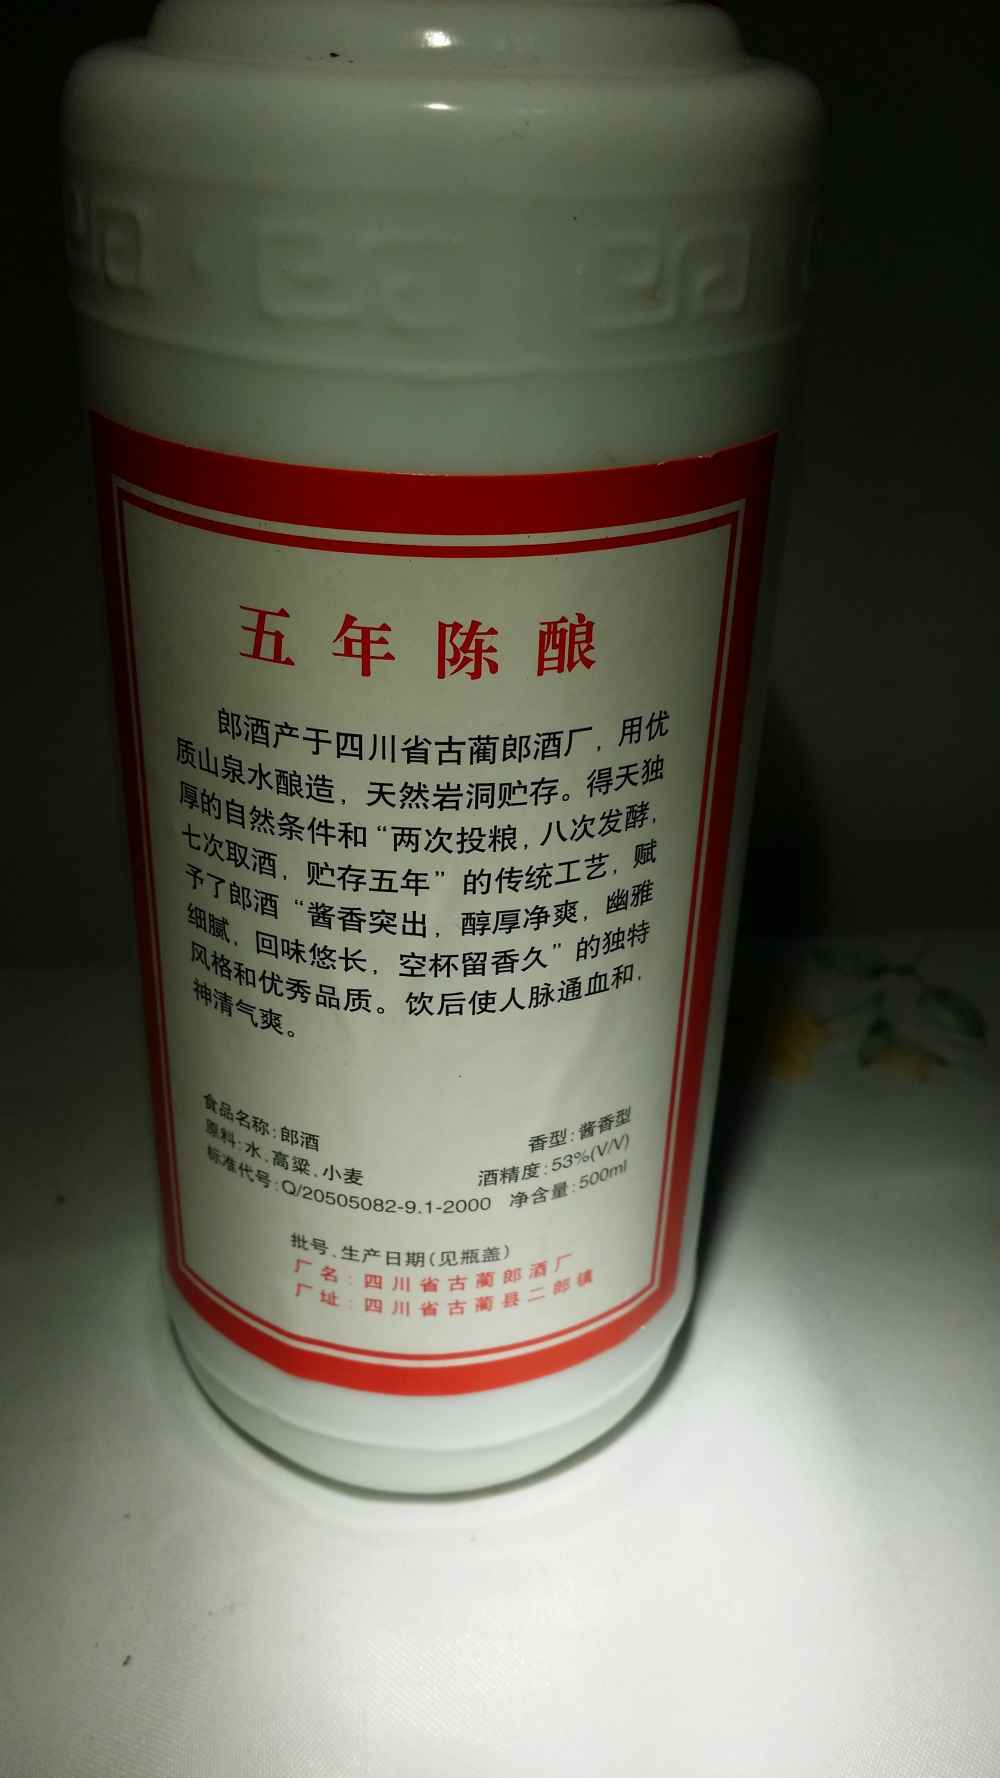 五年陈酿
郎酒产于四川省古蔺郎酒厂，用优
质山泉水酿造，天然岩洞贮存。得天独
厚的自然条件和“两次投粮，八次发酵，
七次取酒，贮存五年”的传统工艺，赋
予了郎酒“酱香突出，醇厚净爽，幽雅
细腻，回味悠长，空杯留香久”的独特
风格和优秀品质。饮后使人脉通血和，
神清气爽。
食品名称：郎酒 香型：酱香型
原料：水、高粱、小麦 酒精度：53%(V/V)
标准代号：Q/20505082-9.1-2000 净含量：500ml
批号、生产日期(见瓶盖)
厂名：四川省古蔺郎酒厂
厂址：四川省古蔺县二郎镇